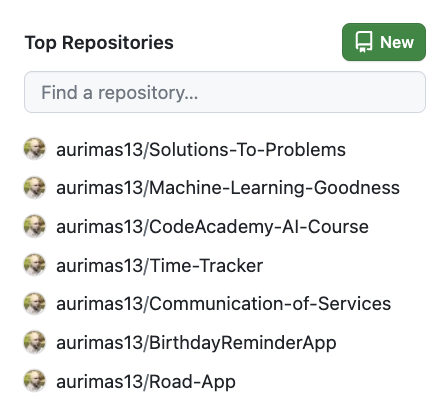 Top Repositories
New
Find a repository...
aurimas13/Solutions-To-Problems
aurimas13/Machine-Learning-Goodness
aurimas13/CodeAcademy-AI-Course
aurimas13/Time-Tracker
aurimas13/Communication-of-Services
aurimas13/BirthdayReminderApp
aurimas13/Road-App